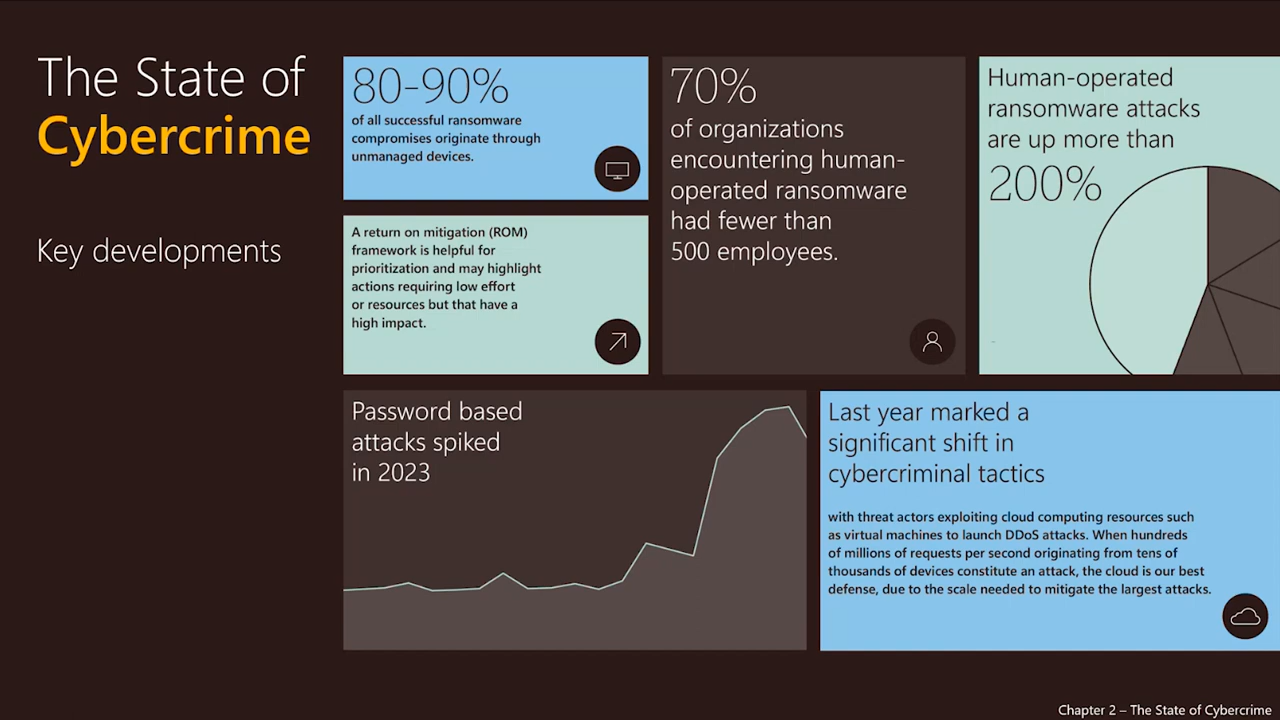 The State of
Cybercrime
Key developments
80-90%
of all successful ransomware
compromises originate through
unmanaged devices.
A return on mitigation (ROM)
framework is helpful for
prioritization and may highlight
actions requiring low effort
or resources but that have a
high impact.
70%
of organizations
encountering human-
operated ransomware
had fewer than
500 employees.
Human-operated
ransomware attacks
are up more than
200%
Password based
attacks spiked
in 2023
Last year marked a
significant shift in
cybercriminal tactics
with threat actors exploiting cloud computing resources such
as virtual machines to launch DDoS attacks. When hundreds
of millions of requests per second originating from tens of
thousands of devices constitute an attack, the cloud is our best
defense, due to the scale needed to mitigate the largest attacks.
Chapter 2 – The State of Cybercrime